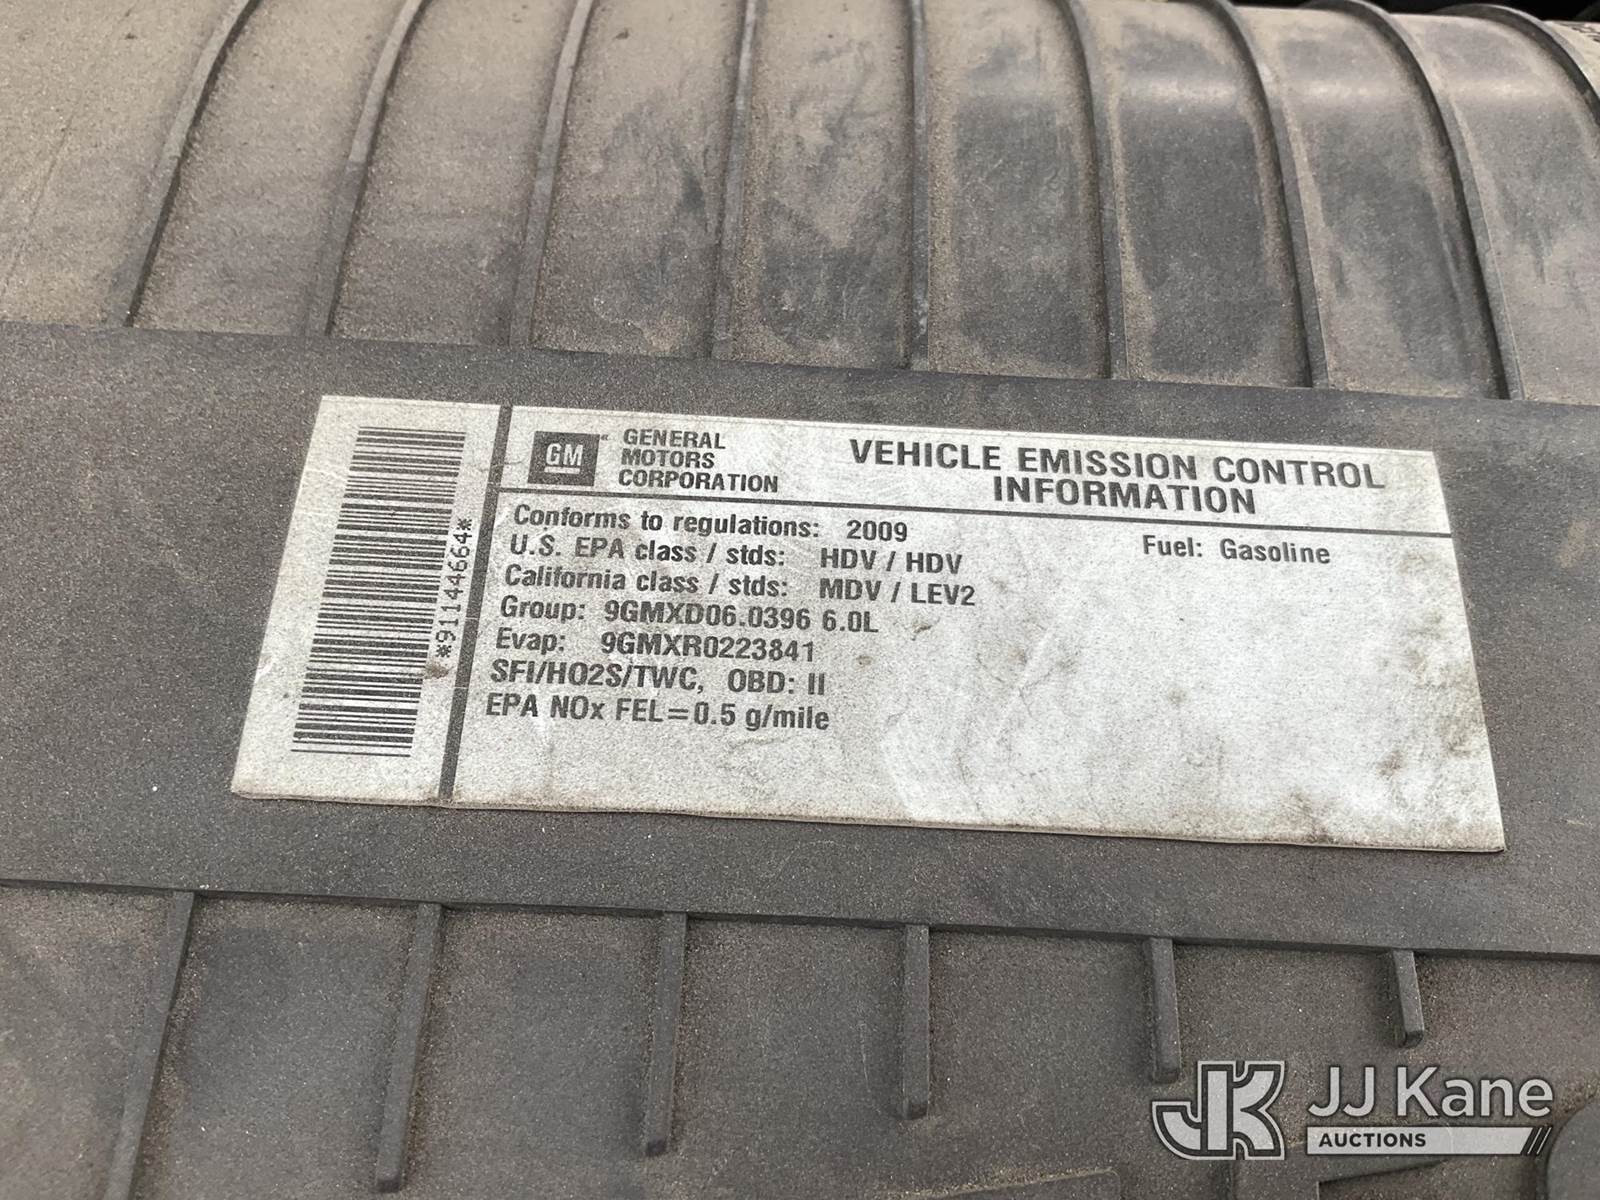 GM GENERAL
MOTORS
CORPORATION
VEHICLE EMISSION CONTROL
INFORMATION
Conforms to regulations: 2009
Fuel: Gasoline
U.S. EPA class / stds: HDV / HDV
California class / stds: MDV / LEV2
Group: 9GMXD06.0396 6.0L
Evap: 9GMXR0223841
SFI/HO2S/TWC, OBD: II
EPA NOx FEL=0.5 g/mile
*911446664*
JK JJ Kane
AUCTIONS